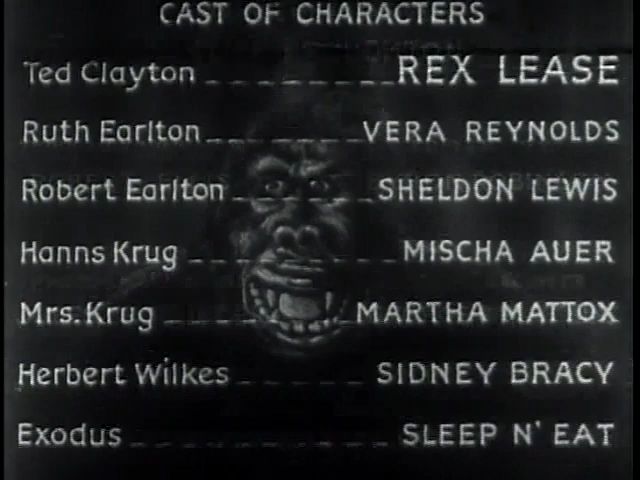 CAST OF CHARACTERS
Ted Clayton _ _ _ _ _ _ _ _ REX LEASE
Ruth Earlton _ _ _ _ _ _ _ VERA REYNOLDS
Robert Earlton _ _ _ _ _ _ SHELDON LEWIS
Hanns Krug _ _ _ _ _ _ _ _ MISCHA AUER
Mrs. Krug _ _ _ _ _ _ _ _ MARTHA MATTOX
Herbert Wilkes _ _ _ _ _ _ SIDNEY BRACY
Exodus _ _ _ _ _ _ _ _ _ _ SLEEP N' EAT